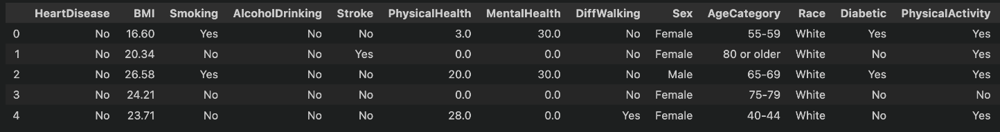 HeartDisease BMI Smoking AlcoholDrinking Stroke PhysicalHealth MentalHealth DiffWalking Sex AgeCategory Race Diabetic PhysicalActivity
0 No 16.60 Yes No No 3.0 30.0 No Female 55-59 White Yes Yes
1 No 20.34 No No Yes 0.0 0.0 No Female 80 or older White No Yes
2 No 26.58 Yes No No 20.0 30.0 No Male 65-69 White Yes Yes
3 No 24.21 No No No 0.0 0.0 No Female 75-79 White No No
4 No 23.71 No No No 28.0 0.0 Yes Female 40-44 White No Yes